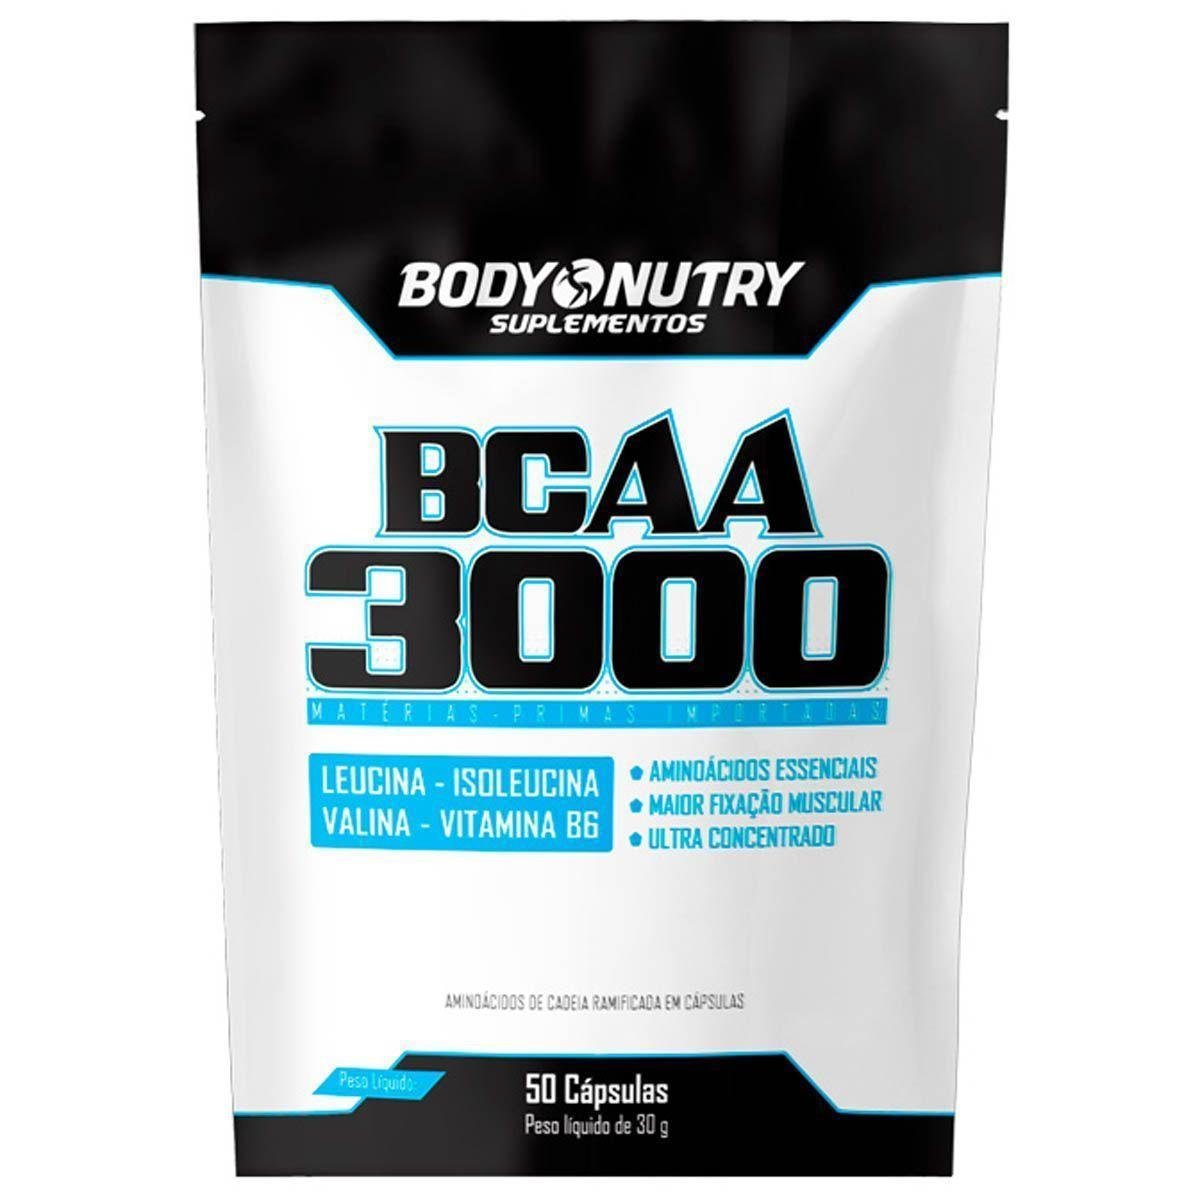 BODY NUTRY
SUPLEMENTOS
BCAA
3000
MATÉRIAS-PRIMAS IMPORTADAS
LEUCINA - ISOLEUCINA
VALINA - VITAMINA B6
AMINOÁCIDOS ESSENCIAIS
MAIOR FIXAÇÃO MUSCULAR
ULTRA CONCENTRADO
AMINOÁCIDOS DE CADEIA RAMIFICADA EM CÁPSULAS
Peso Líquido:
50 Cápsulas
Peso líquido de 30 g